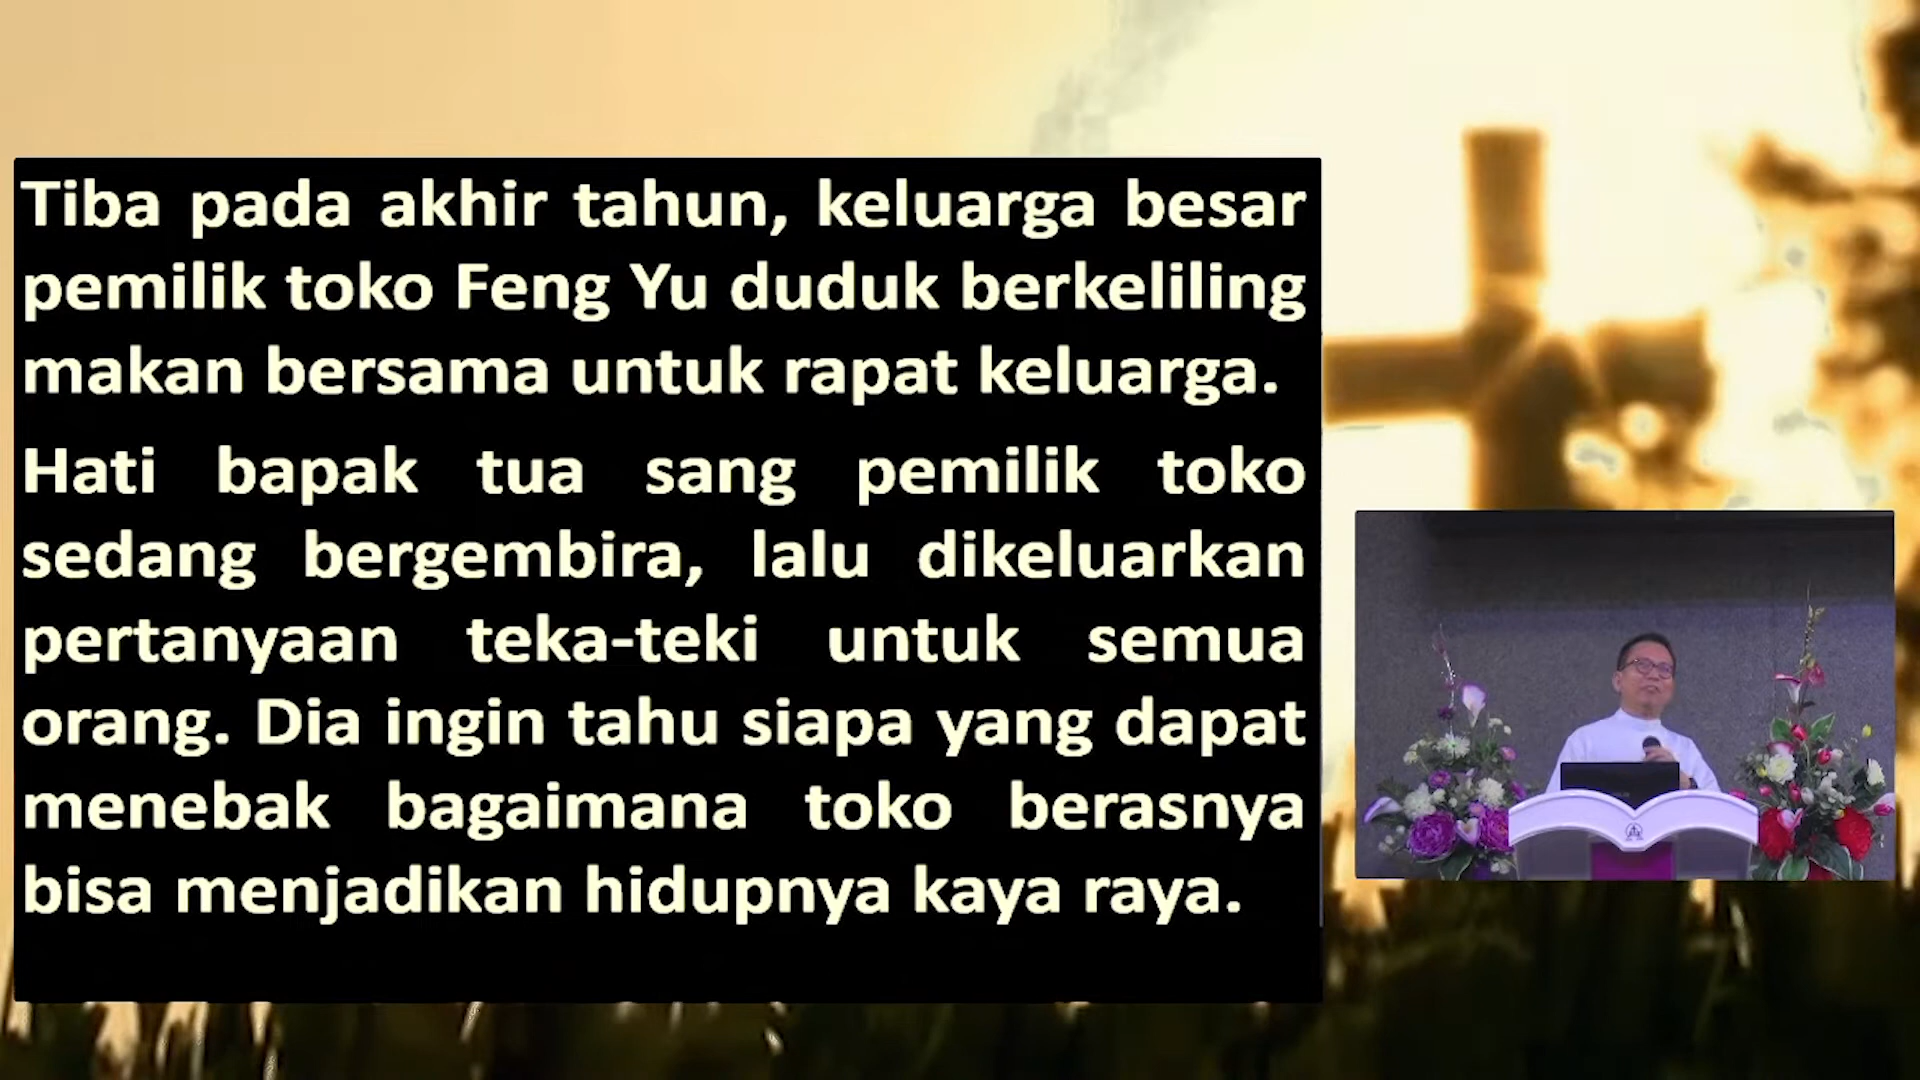 Tiba pada akhir tahun, keluarga besar
pemilik toko Feng Yu duduk berkeliling
makan bersama untuk rapat keluarga.
Hati bapak tua sang pemilik toko
sedang bergembira, lalu dikeluarkan
pertanyaan teka-teki untuk semua
orang. Dia ingin tahu siapa yang dapat
menebak bagaimana toko berasnya
bisa menjadikan hidupnya kaya raya.